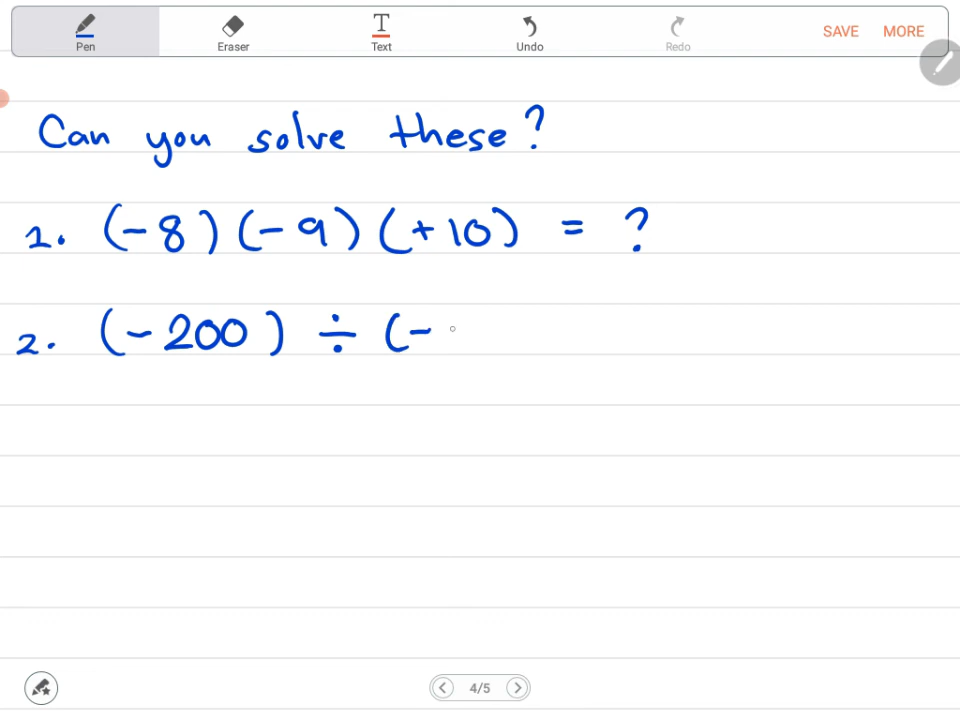 Pen Eraser Text Undo Redo SAVE MORE
Can you solve these?
1. (-8)(-9)(+10) = ?
2. (-200) ÷ (-
4/5